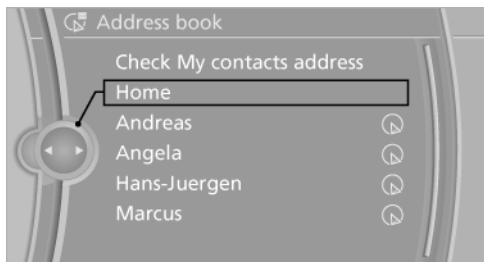 Address book
Check My contacts address
Home
Andreas
Angela
Hans-Juergen
Marcus